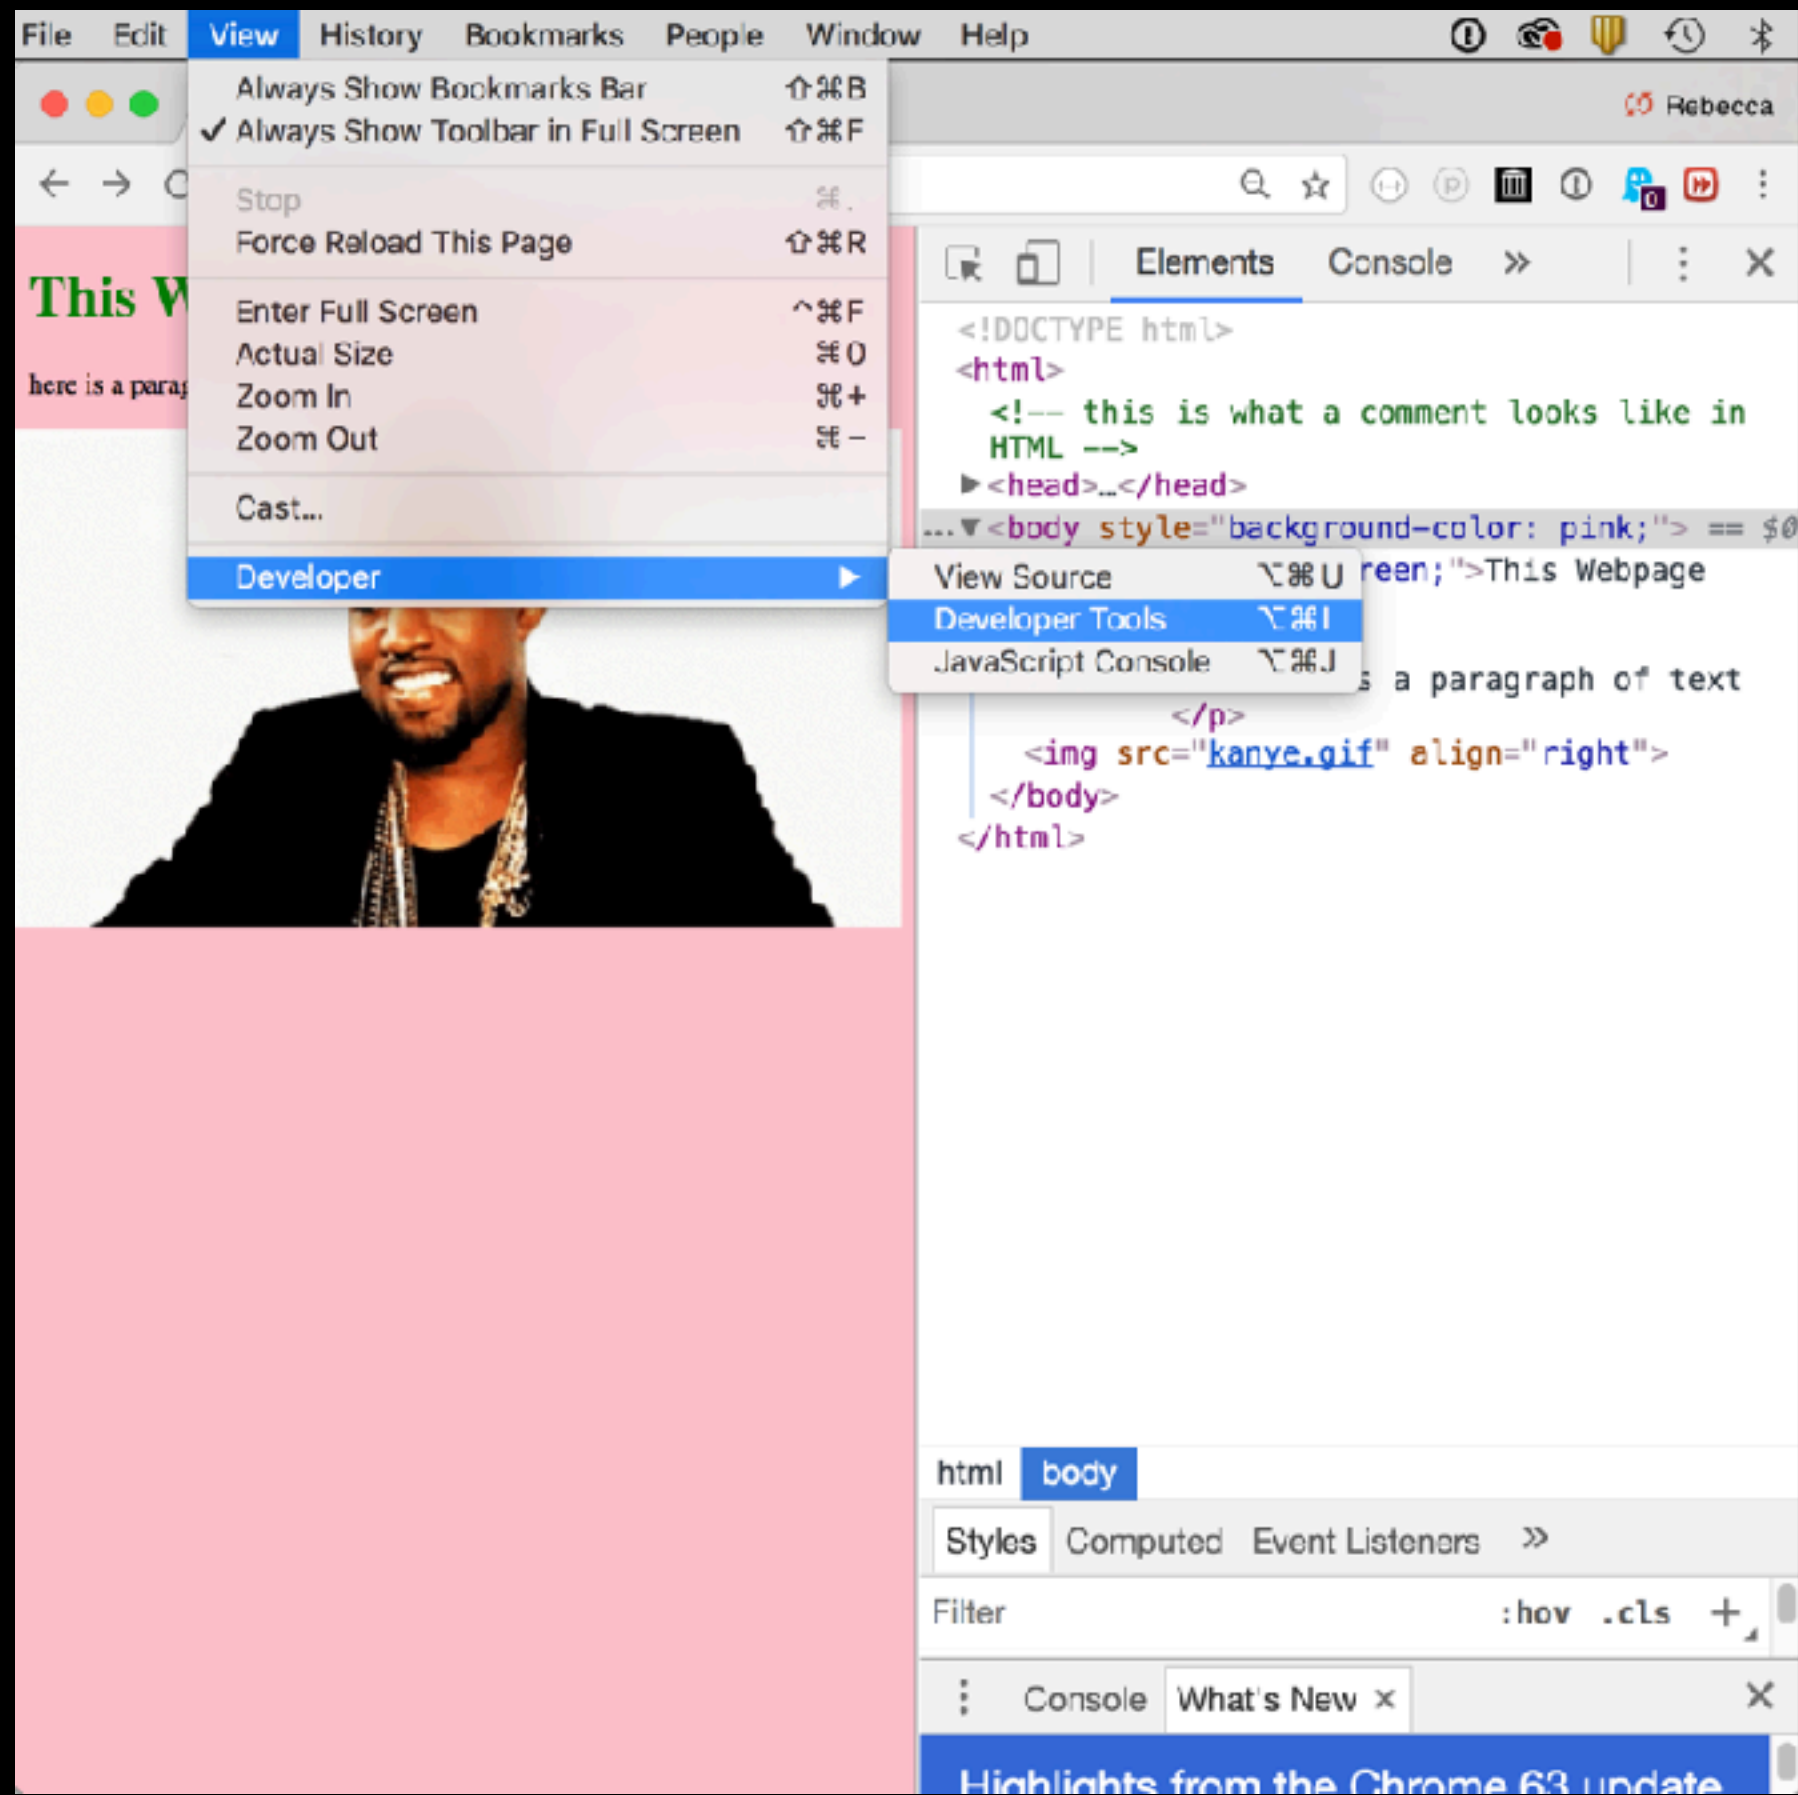 File Edit View History Bookmarks People Window Help
Always Show Bookmarks Bar ⇧⌘B
✓ Always Show Toolbar in Full Screen ⇧⌘F
Stop ⌘.
Force Reload This Page ⇧⌘R
Enter Full Screen ^⌘F
Actual Size ⌘0
Zoom In ⌘+
Zoom Out ⌘−
Cast...
Developer ▶
View Source ⌥⌘U
Developer Tools ⌥⌘I
JavaScript Console ⌥⌘J
Rebecca
0
This W
here is a parag
Elements Console »
<!DOCTYPE html>
<html>
<!-- this is what a comment looks like in
HTML -->
▶<head>…</head>
...▼<body style="background-color: pink;"> == $0
reen;">This Webpage
s a paragraph of text
</p>
<img src="kanye.gif" align="right">
</body>
</html>
html body
Styles Computed Event Listeners »
Filter :hov .cls +
Console What's New ×
Highlights from the Chrome 63 update